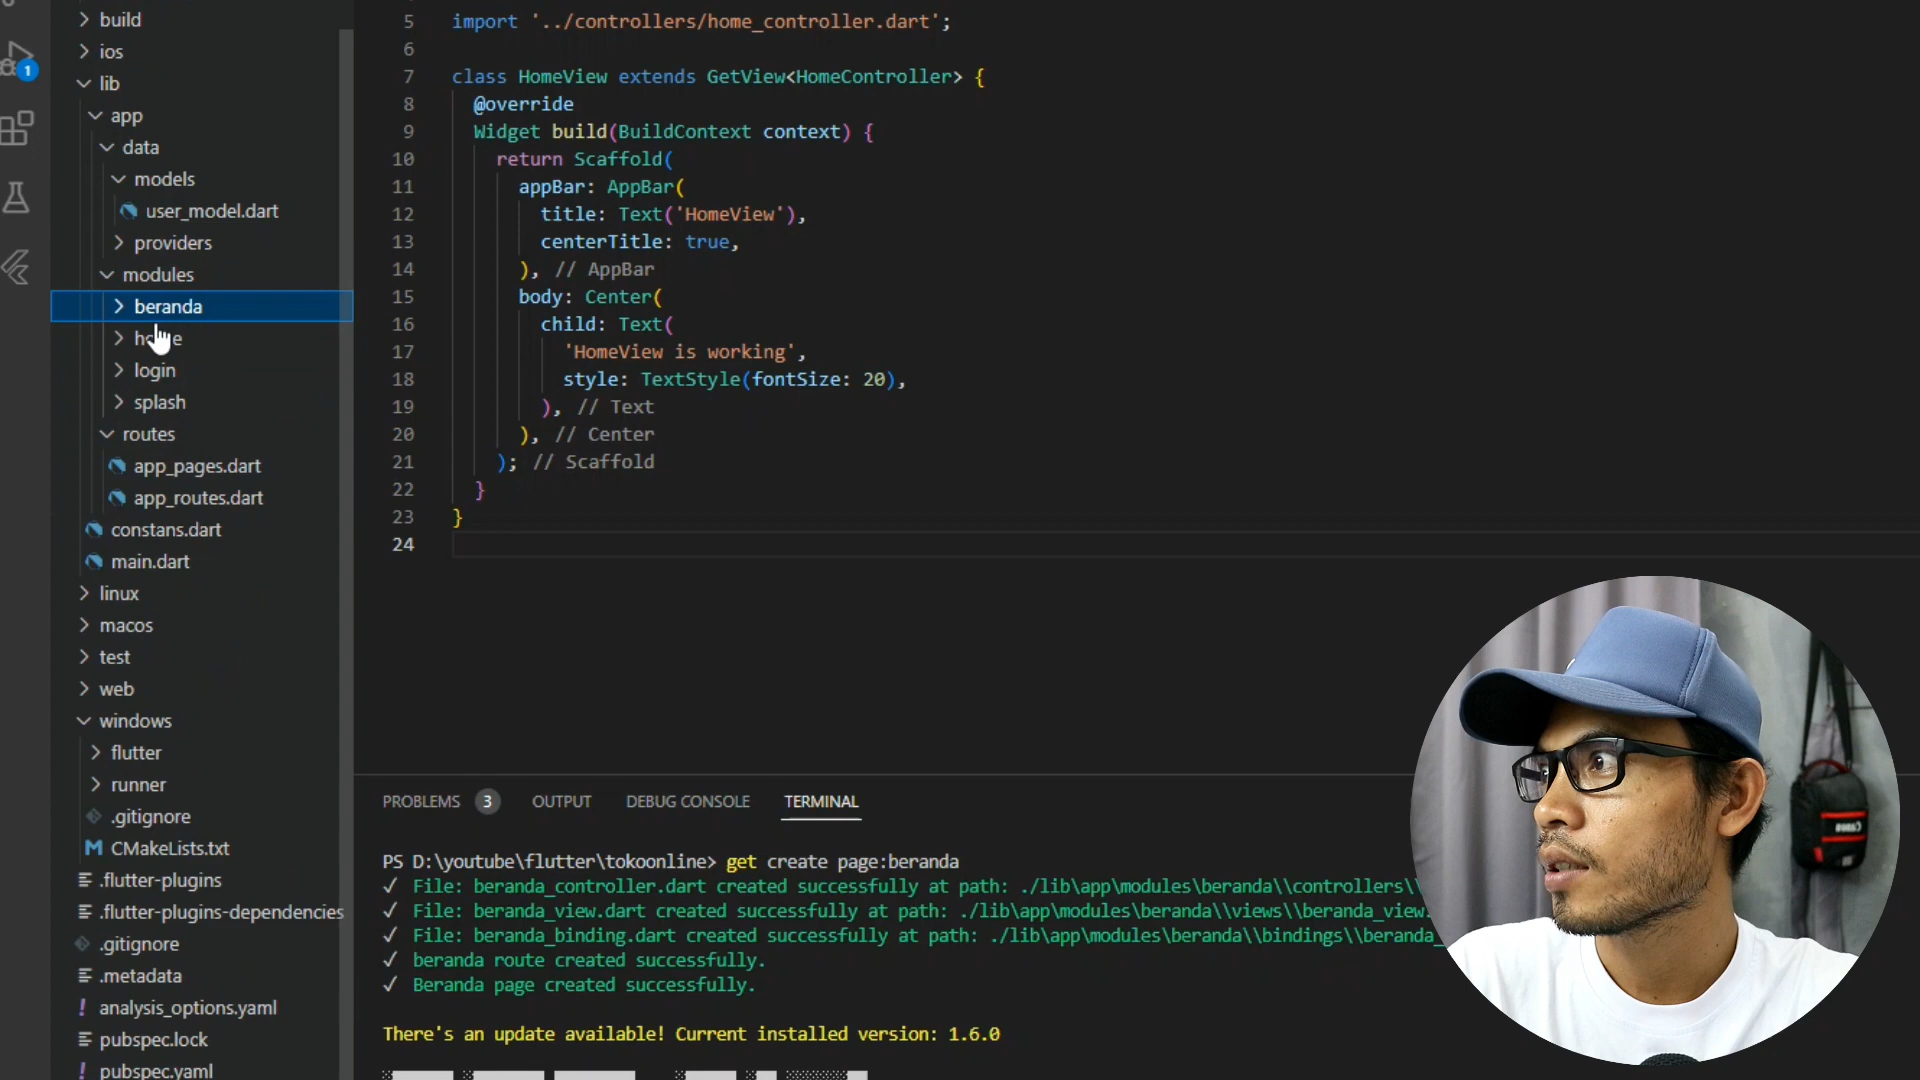 build
ios
lib
app
data
models
user_model.dart
providers
modules
beranda
login
splash
routes
app_pages.dart
app_routes.dart
constans.dart
main.dart
linux
macos
test
web
windows
flutter
runner
.gitignore
CMakeLists.txt
.flutter-plugins
.flutter-plugins-dependencies
.gitignore
.metadata
analysis_options.yaml
pubspec.lock
pubspec.yaml
1
5 import '../controllers/home_controller.dart';
6
7 class HomeView extends GetView<HomeController> {
8 @override
9 Widget build(BuildContext context) {
10 return Scaffold(
11 appBar: AppBar(
12 title: Text('HomeView'),
13 centerTitle: true,
14 ), // AppBar
15 body: Center(
16 child: Text(
17 'HomeView is working',
18 style: TextStyle(fontSize: 20),
19 ), // Text
20 ), // Center
21 ); // Scaffold
22 }
23 }
24
PROBLEMS 3 OUTPUT DEBUG CONSOLE TERMINAL
PS D:\youtube\flutter\tokoonline> get create page:beranda
✓ File: beranda_controller.dart created successfully at path: ./lib\app\modules\beranda\\controllers\\
✓ File: beranda_view.dart created successfully at path: ./lib\app\modules\beranda\\views\\beranda_view.
✓ File: beranda_binding.dart created successfully at path: ./lib\app\modules\beranda\\bindings\\beranda_
✓ beranda route created successfully.
✓ Beranda page created successfully.
There's an update available! Current installed version: 1.6.0
Canon